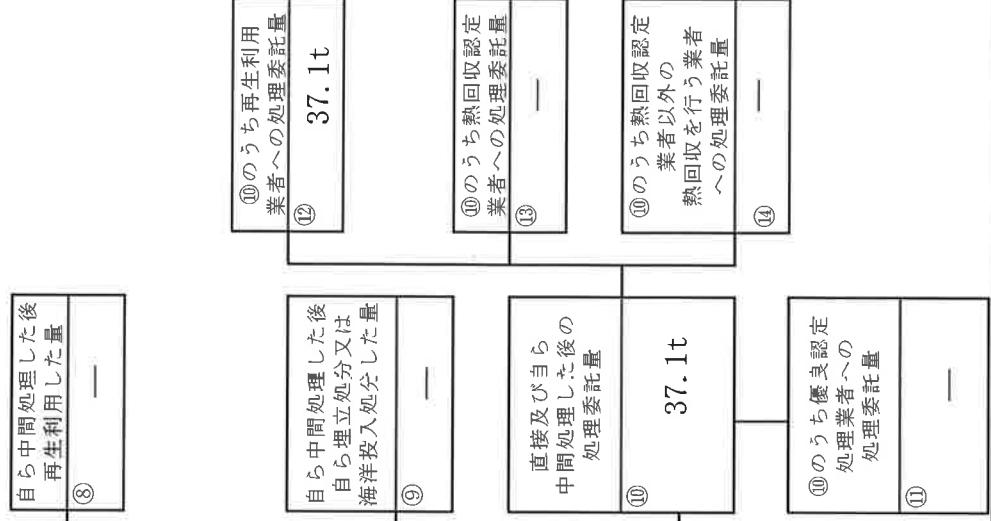 自ら中間処理した後
再生利用した量
⑧
―
自ら中間処理した後
自ら埋立処分又は
海洋投入処分した量
⑨
―
直接及び自ら
中間処理した後の
処理委託量
⑩
37.1t
⑩のうち優良認定
処理業者への
処理委託量
⑪
―
⑩のうち再生利用
業者への処理委託量
⑫
37.1t
⑩のうち熱回収認定
業者への処理委託量
⑬
―
⑩のうち熱回収認定
業者以外の
熱回収を行う業者
への処理委託量
⑭
―